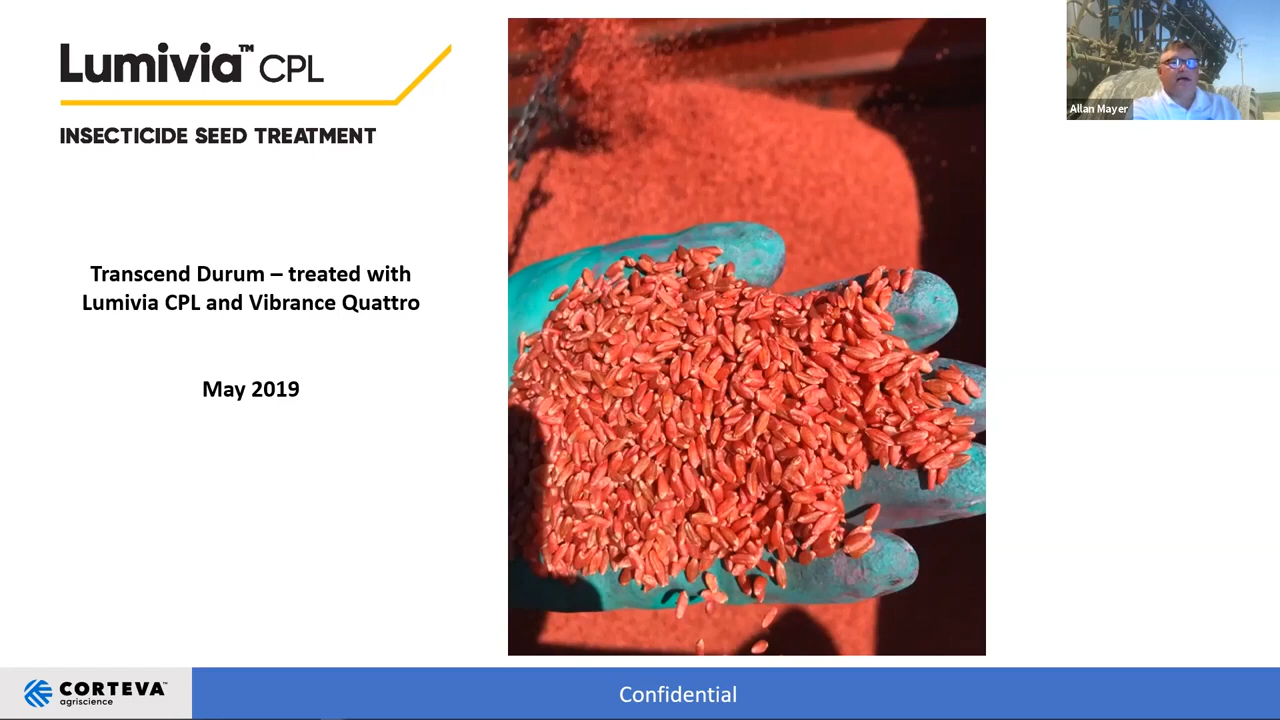 Lumivia™ CPL
INSECTICIDE SEED TREATMENT
Allan Mayer
Transcend Durum – treated with
Lumivia CPL and Vibrance Quattro
May 2019
CORTEVA™
agriscience
Confidential